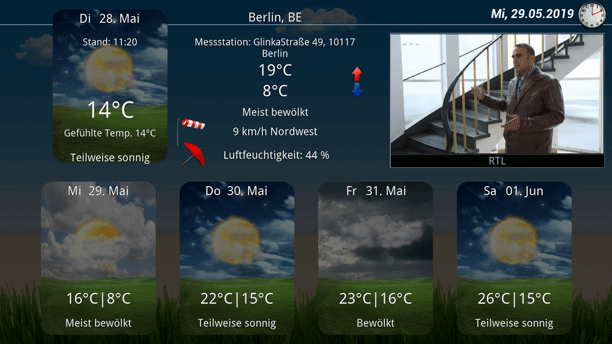 Di 28. Mai
Stand: 11:20
14°C
Gefühlte Temp. 14°C
Teilweise sonnig
Berlin, BE
Messstation: GlinkaStraße 49, 10117
Berlin
19°C
8°C
Meist bewölkt
9 km/h Nordwest
Luftfeuchtigkeit: 44 %
Mi, 29.05.2019
RTL
Mi 29. Mai
16°C|8°C
Meist bewölkt
Do 30. Mai
22°C|15°C
Teilweise sonnig
Fr 31. Mai
23°C|16°C
Bewölkt
Sa 01. Jun
26°C|15°C
Teilweise sonnig